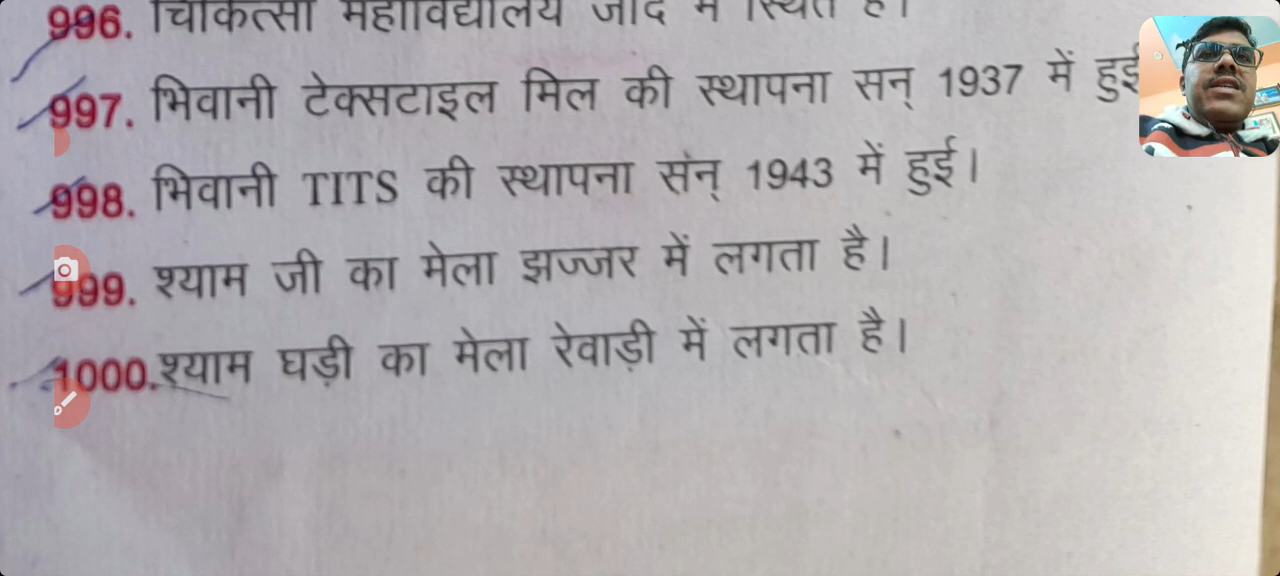 996. चिकित्सा महाविद्यालय जींद में स्थित है।
997. भिवानी टेक्सटाइल मिल की स्थापना सन् 1937 में हुई
998. भिवानी TITS की स्थापना सन् 1943 में हुई।
999. श्याम जी का मेला झज्जर में लगता है।
1000. श्याम घड़ी का मेला रेवाड़ी में लगता है।